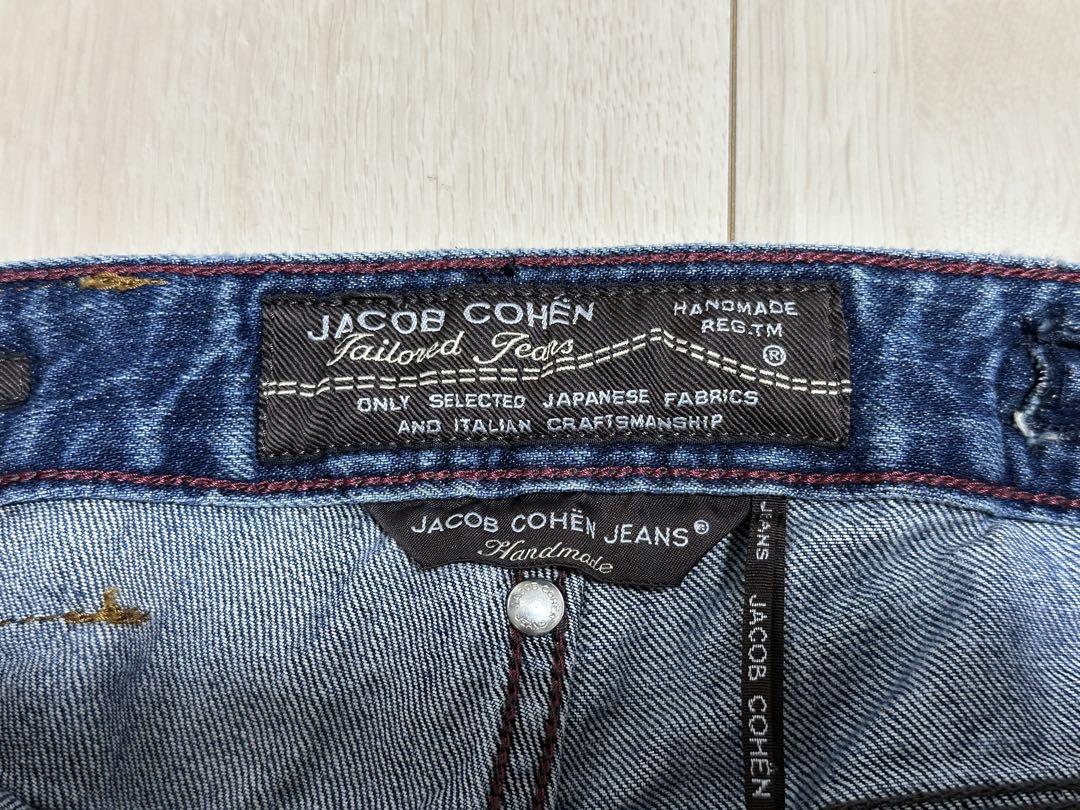 JACOB COHËN
HANDMADE
REG.TM
Tailored Jeans
®
ONLY SELECTED JAPANESE FABRICS
AND ITALIAN CRAFTSMANSHIP
JACOB COHËN JEANS®
Handmade
JEANS JACOB COHËN